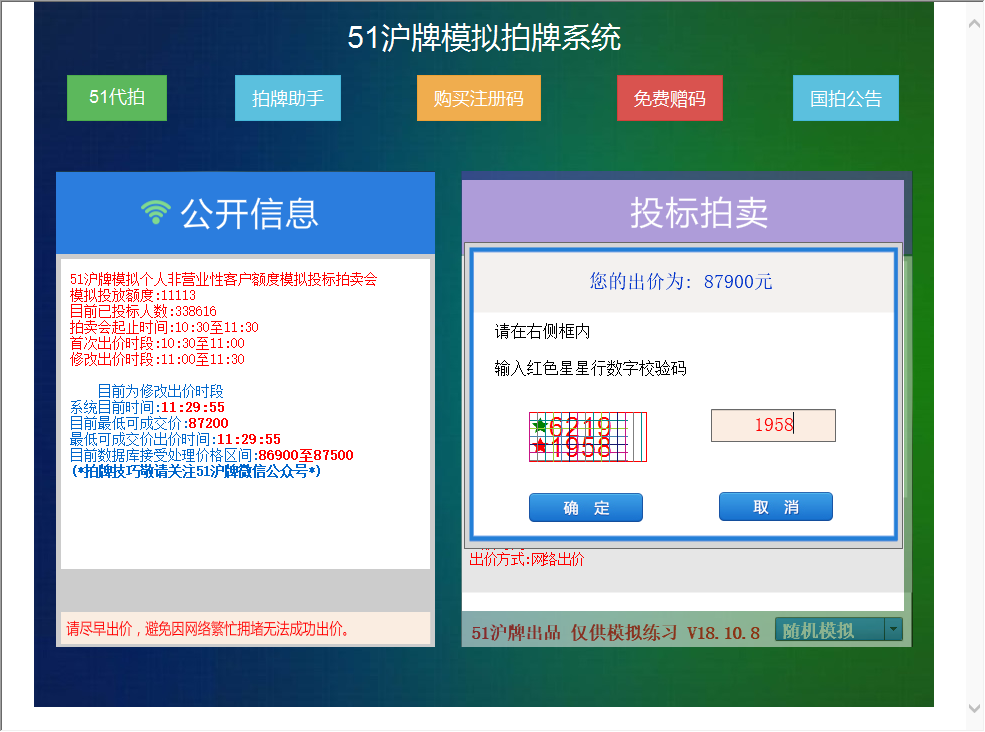 51沪牌模拟拍牌系统
51代拍
拍牌助手
购买注册码
免费赠码
国拍公告
公开信息
51沪牌模拟个人非营业性客户额度模拟投标拍卖会
模拟投放额度:11113
目前已投标人数:338616
拍卖会起止时间:10:30至11:30
首次出价时段:10:30至11:00
修改出价时段:11:00至11:30
目前为修改出价时段
系统目前时间:11:29:55
目前最低可成交价:87200
最低可成交价出价时间:11:29:55
目前数据库接受处理价格区间:86900至87500
(*拍牌技巧敬请关注51沪牌微信公众号*)
请尽早出价，避免因网络繁忙拥堵无法成功出价。
投标拍卖
您的出价为: 87900元
请在右侧框内
输入红色星星行数字校验码
★6219
★1958
1958
确 定
取 消
出价方式:网络出价
51沪牌出品 仅供模拟练习 V18.10.8
随机模拟